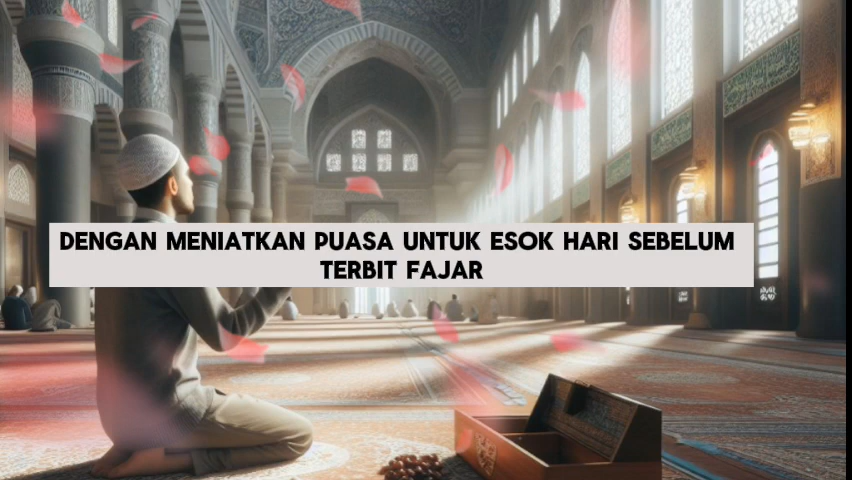 DENGAN MENIATKAN PUASA UNTUK ESOK HARI SEBELUM
TERBIT FAJAR